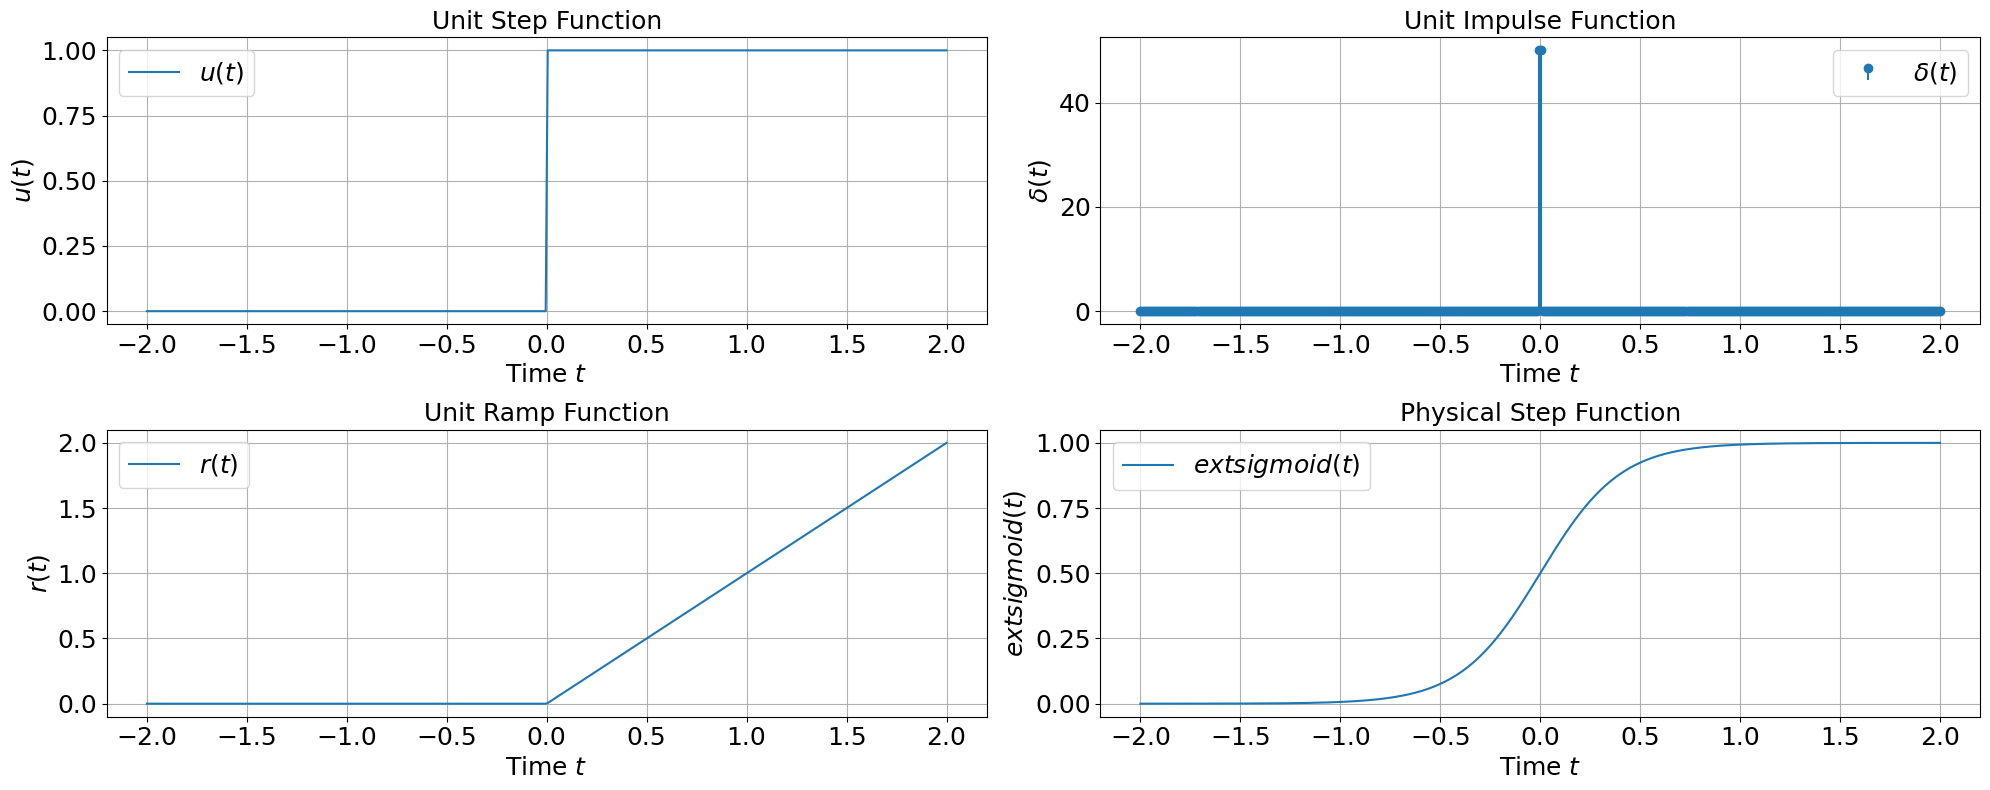 Unit Step Function
1.00
0.75
0.50
0.25
0.00
u(t)
u(t)
−2.0 −1.5 −1.0 −0.5 0.0 0.5 1.0 1.5 2.0
Time t
Unit Impulse Function
40
20
0
δ(t)
δ(t)
−2.0 −1.5 −1.0 −0.5 0.0 0.5 1.0 1.5 2.0
Time t
Unit Ramp Function
2.0
1.5
1.0
0.5
0.0
r(t)
r(t)
−2.0 −1.5 −1.0 −0.5 0.0 0.5 1.0 1.5 2.0
Time t
Physical Step Function
1.00
0.75
0.50
0.25
0.00
extsigmoid(t)
extsigmoid(t)
−2.0 −1.5 −1.0 −0.5 0.0 0.5 1.0 1.5 2.0
Time t